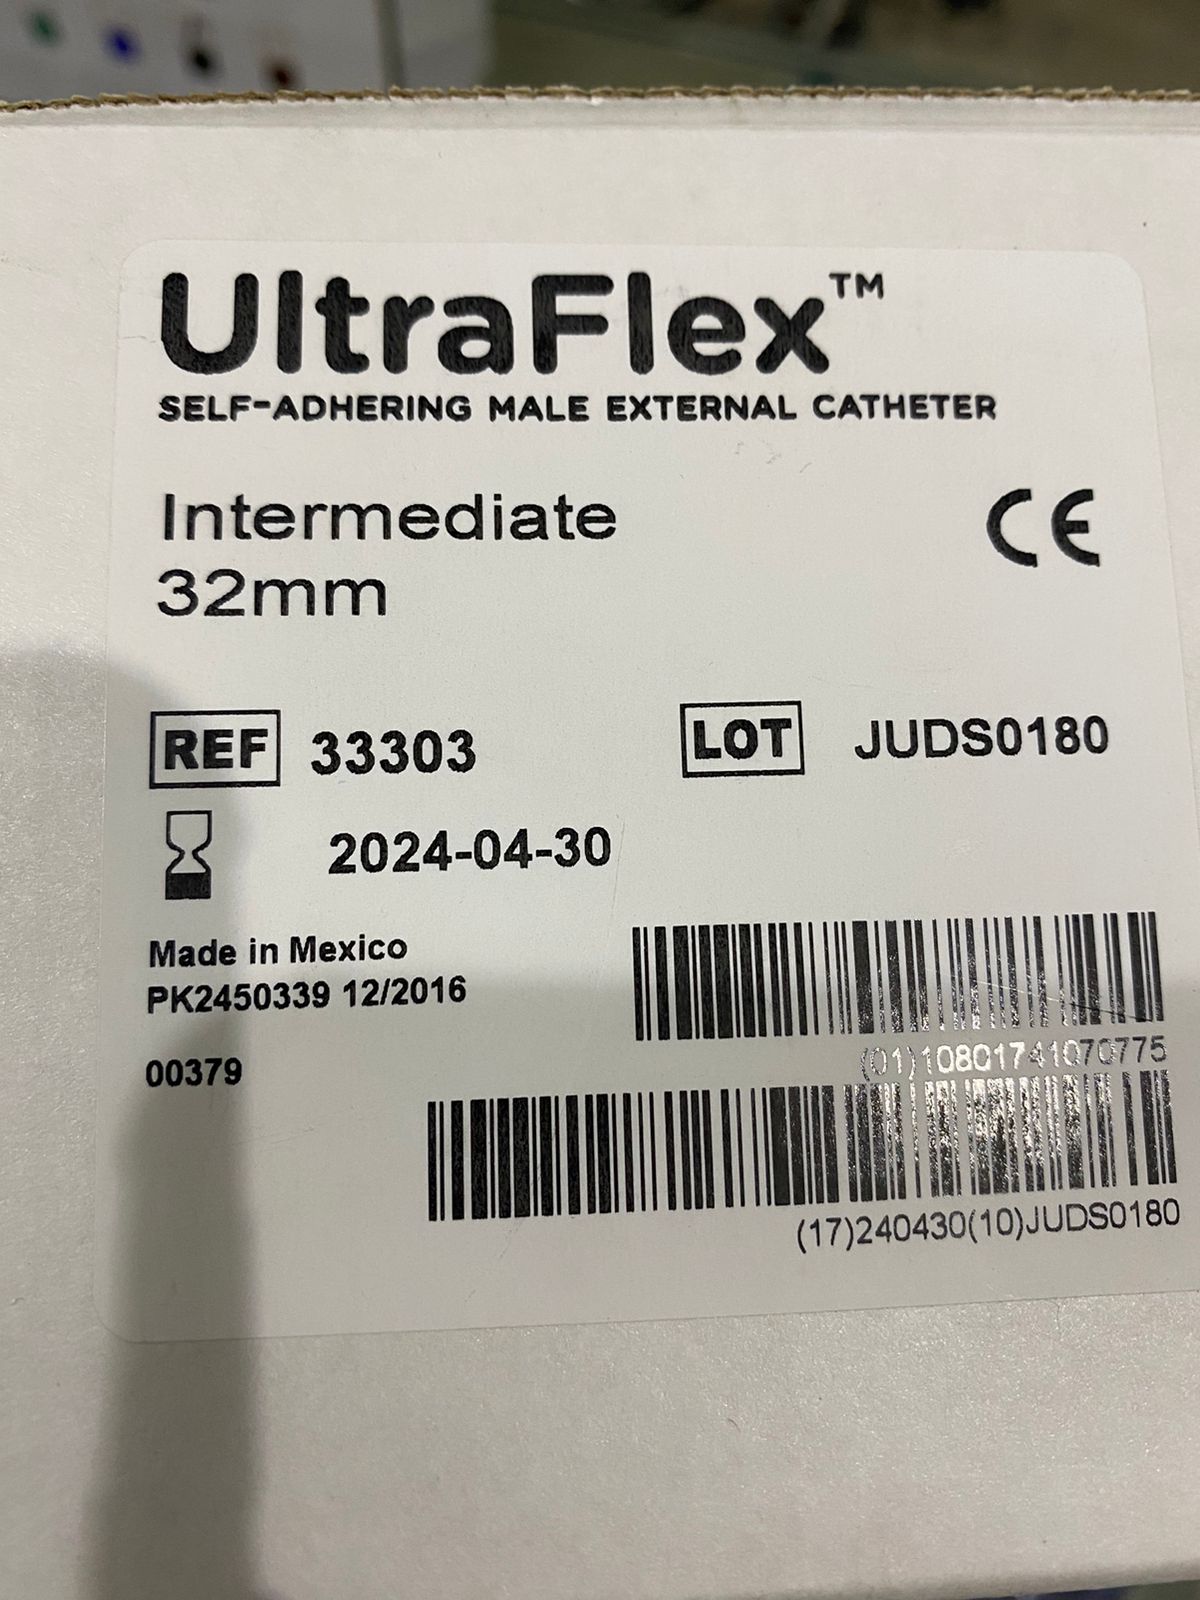 UltraFlex™
SELF-ADHERING MALE EXTERNAL CATHETER
Intermediate
32mm
CE
REF 33303
LOT JUDS0180
2024-04-30
Made in Mexico
PK2450339 12/2016
00379
(01)10801741070775
(17)240430(10)JUDS0180